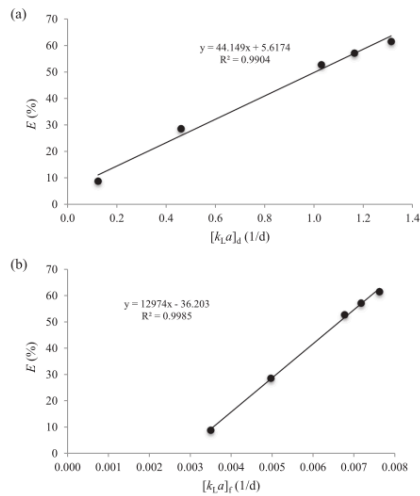 (a)
70
60
50
40
30
20
10
0
E (%)
y = 44.149x + 5.6174
R² = 0.9904
0.0 0.2 0.4 0.6 0.8 1.0 1.2 1.4
[kLa]d (1/d)
(b)
70
60
50
40
30
20
10
0
E (%)
y = 12974x - 36.203
R² = 0.9985
0.000 0.001 0.002 0.003 0.004 0.005 0.006 0.007 0.008
[kLa]f (1/d)